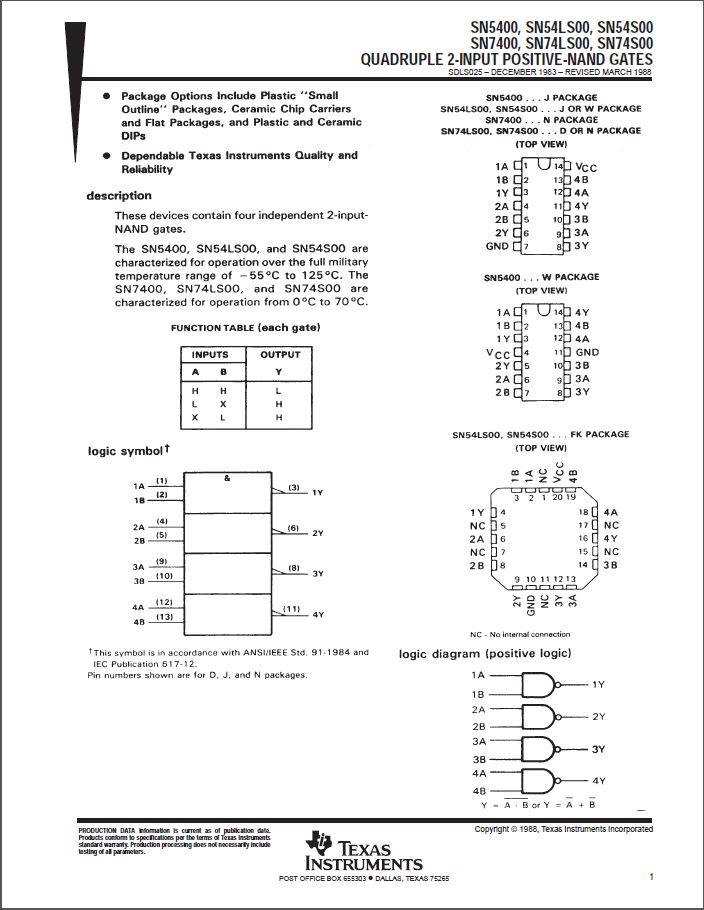 SN5400, SN54LS00, SN54S00
SN7400, SN74LS00, SN74S00
QUADRUPLE 2-INPUT POSITIVE-NAND GATES
SDLS025 – DECEMBER 1983 – REVISED MARCH 1988
● Package Options Include Plastic "Small
Outline" Packages, Ceramic Chip Carriers
and Flat Packages, and Plastic and Ceramic
DIPs
● Dependable Texas Instruments Quality and
Reliability
description
These devices contain four independent 2-input-
NAND gates.
The SN5400, SN54LS00, and SN54S00 are
characterized for operation over the full military
temperature range of −55°C to 125°C. The
SN7400, SN74LS00, and SN74S00 are
characterized for operation from 0°C to 70°C.
FUNCTION TABLE (each gate)
INPUTS OUTPUT
A B Y
H H L
L X H
X L H
logic symbol†
&
1A (1)
1B (2)
(3) 1Y
2A (4)
2B (5)
(6) 2Y
3A (9)
3B (10)
(8) 3Y
4A (12)
4B (13)
(11) 4Y
†This symbol is in accordance with ANSI/IEEE Std. 91-1984 and
IEC Publication 617-12.
Pin numbers shown are for D, J, and N packages.
SN5400 . . . J PACKAGE
SN54LS00, SN54S00 . . . J OR W PACKAGE
SN7400 . . . N PACKAGE
SN74LS00, SN74S00 . . . D OR N PACKAGE
(TOP VIEW)
1A 1 14 VCC
1B 2 13 4B
1Y 3 12 4A
2A 4 11 4Y
2B 5 10 3B
2Y 6 9 3A
GND 7 8 3Y
SN5400 . . . W PACKAGE
(TOP VIEW)
1A 1 14 4Y
1B 2 13 4B
1Y 3 12 4A
VCC 4 11 GND
2Y 5 10 3B
2A 6 9 3A
2B 7 8 3Y
SN54LS00, SN54S00 . . . FK PACKAGE
(TOP VIEW)
1B 1A NC VCC 4B
3 2 1 20 19
1Y 4 18 4A
NC 5 17 NC
2A 6 16 4Y
NC 7 15 NC
2B 8 14 3B
9 10 11 12 13
2Y GND NC 3Y 3A
NC - No internal connection
logic diagram (positive logic)
1A
1B
1Y
2A
2B
2Y
3A
3B
3Y
4A
4B
4Y
Y = A̅ ̅·̅ ̅B̅ or Y = A̅ + B̅
PRODUCTION DATA information is current as of publication date.
Products conform to specifications per the terms of Texas Instruments
standard warranty. Production processing does not necessarily include
testing of all parameters.
Copyright © 1988, Texas Instruments Incorporated
TEXAS
INSTRUMENTS
POST OFFICE BOX 655303 ● DALLAS, TEXAS 75265
1